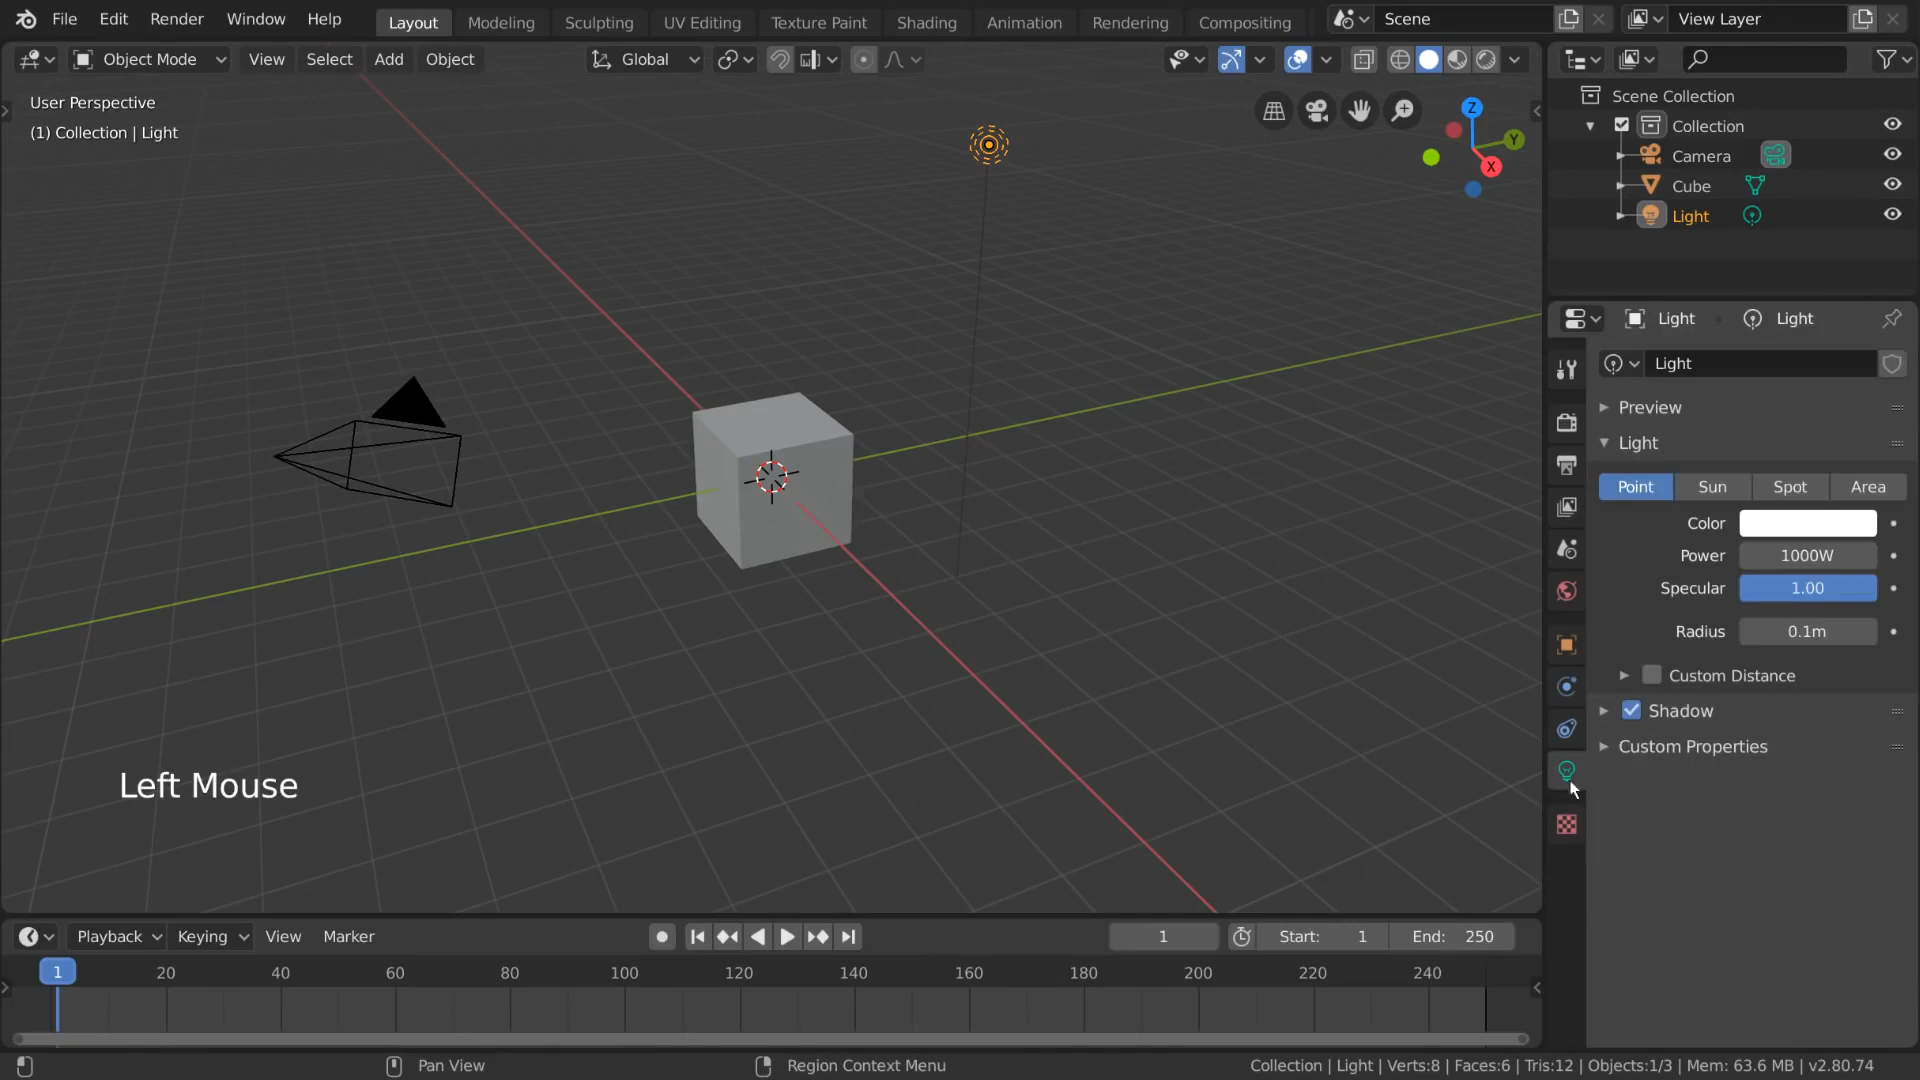 File Edit Render Window Help Layout Modeling Sculpting UV Editing Texture Paint Shading Animation Rendering Compositing Scene View Layer
Object Mode View Select Add Object Global
User Perspective
(1) Collection | Light
Z
Y
X
Left Mouse
Scene Collection
Collection
Camera
Cube
Light
Light Light
Light
Preview
Light
Point Sun Spot Area
Color
Power 1000W
Specular 1.00
Radius 0.1m
Custom Distance
Shadow
Custom Properties
Playback Keying View Marker 1 Start: 1 End: 250
1 20 40 60 80 100 120 140 160 180 200 220 240
Pan View Region Context Menu Collection | Light | Verts:8 | Faces:6 | Tris:12 | Objects:1/3 | Mem: 63.6 MB | v2.80.74